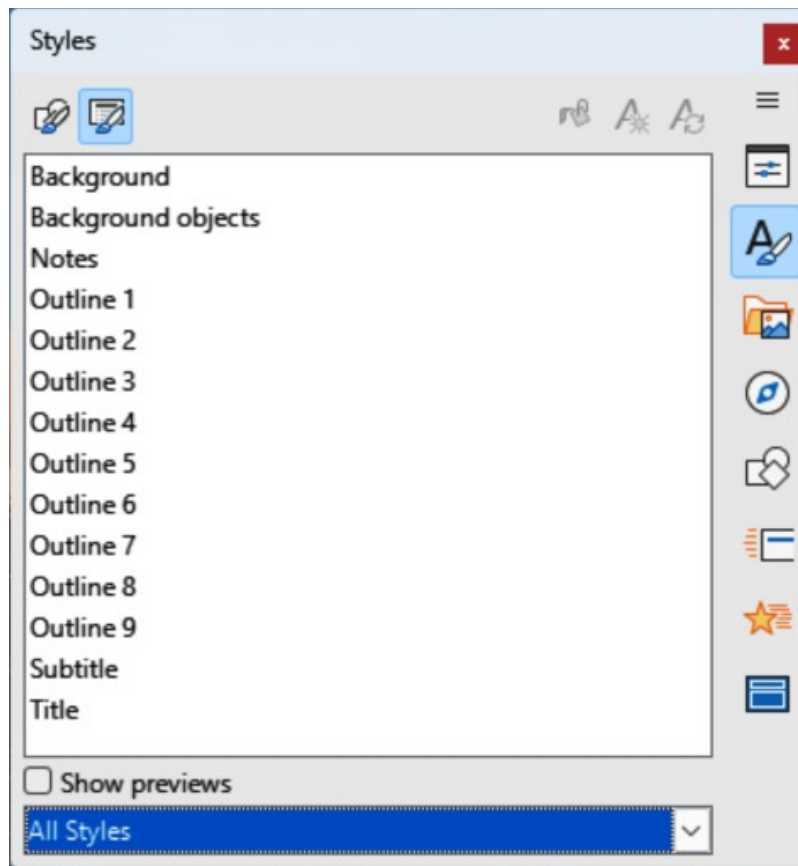 Styles
Background
Background objects
Notes
Outline 1
Outline 2
Outline 3
Outline 4
Outline 5
Outline 6
Outline 7
Outline 8
Outline 9
Subtitle
Title
Show previews
All Styles